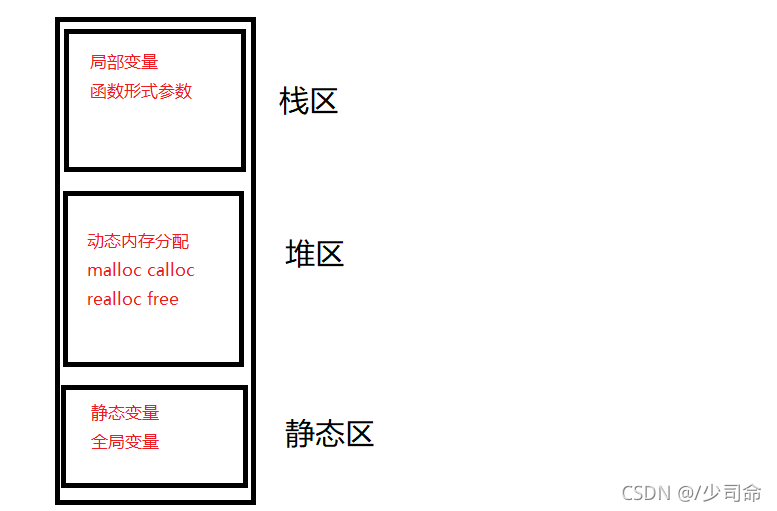 局部变量
函数形式参数
栈区
动态内存分配
malloc calloc
realloc free
堆区
静态变量
全局变量
静态区
CSDN @/少司命